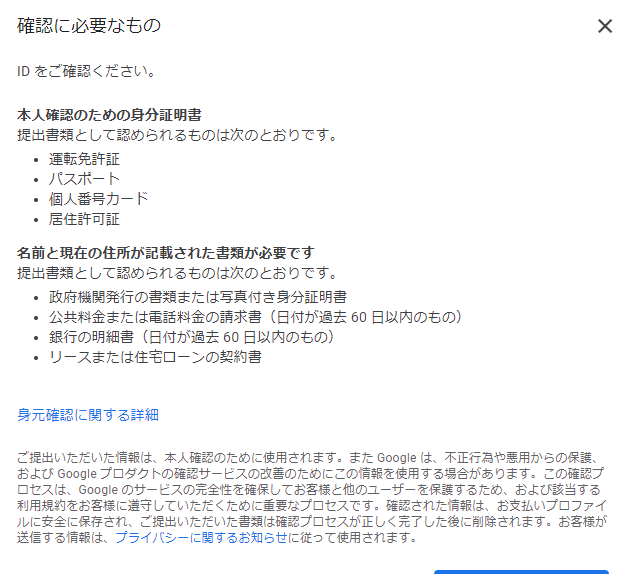 確認に必要なもの
ID をご確認ください。
本人確認のための身分証明書
提出書類として認められるものは次のとおりです。
• 運転免許証
• パスポート
• 個人番号カード
• 居住許可証
名前と現在の住所が記載された書類が必要です
提出書類として認められるものは次のとおりです。
• 政府機関発行の書類または写真付き身分証明書
• 公共料金または電話料金の請求書（日付が過去 60 日以内のもの）
• 銀行の明細書（日付が過去 60 日以内のもの）
• リースまたは住宅ローンの契約書
身元確認に関する詳細
ご提出いただいた情報は、本人確認のために使用されます。また Google は、不正行為や悪用からの保護、
および Google プロダクトの確認サービスの改善のためにこの情報を使用する場合があります。この確認プ
ロセスは、Google のサービスの完全性を確保してお客様と他のユーザーを保護するため、および該当する
利用規約をお客様に遵守していただくために重要なプロセスです。確認された情報は、お支払いプロファイ
ルに安全に保存され、ご提出いただいた書類は確認プロセスが正しく完了した後に削除されます。お客様が
送信する情報は、プライバシーに関するお知らせに従って使用されます。